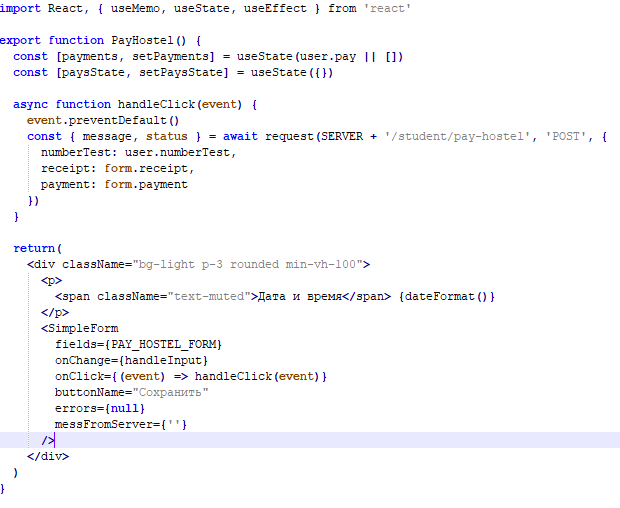 import React, { useMemo, useState, useEffect } from 'react'
export function PayHostel() {
const [payments, setPayments] = useState(user.pay || [])
const [paysState, setPaysState] = useState({})
async function handleClick(event) {
event.preventDefault()
const { message, status } = await request(SERVER + '/student/pay-hostel', 'POST', {
numberTest: user.numberTest,
receipt: form.receipt,
payment: form.payment
})
}
return(
<div className="bg-light p-3 rounded min-vh-100">
<p>
<span className="text-muted">Дата и время</span> {dateFormat()}
</p>
<SimpleForm
fields={PAY_HOSTEL_FORM}
onChange={handleInput}
onClick={(event) => handleClick(event)}
buttonName="Сохранить"
errors={null}
messFromServer={''}
/>
</div>
)
}